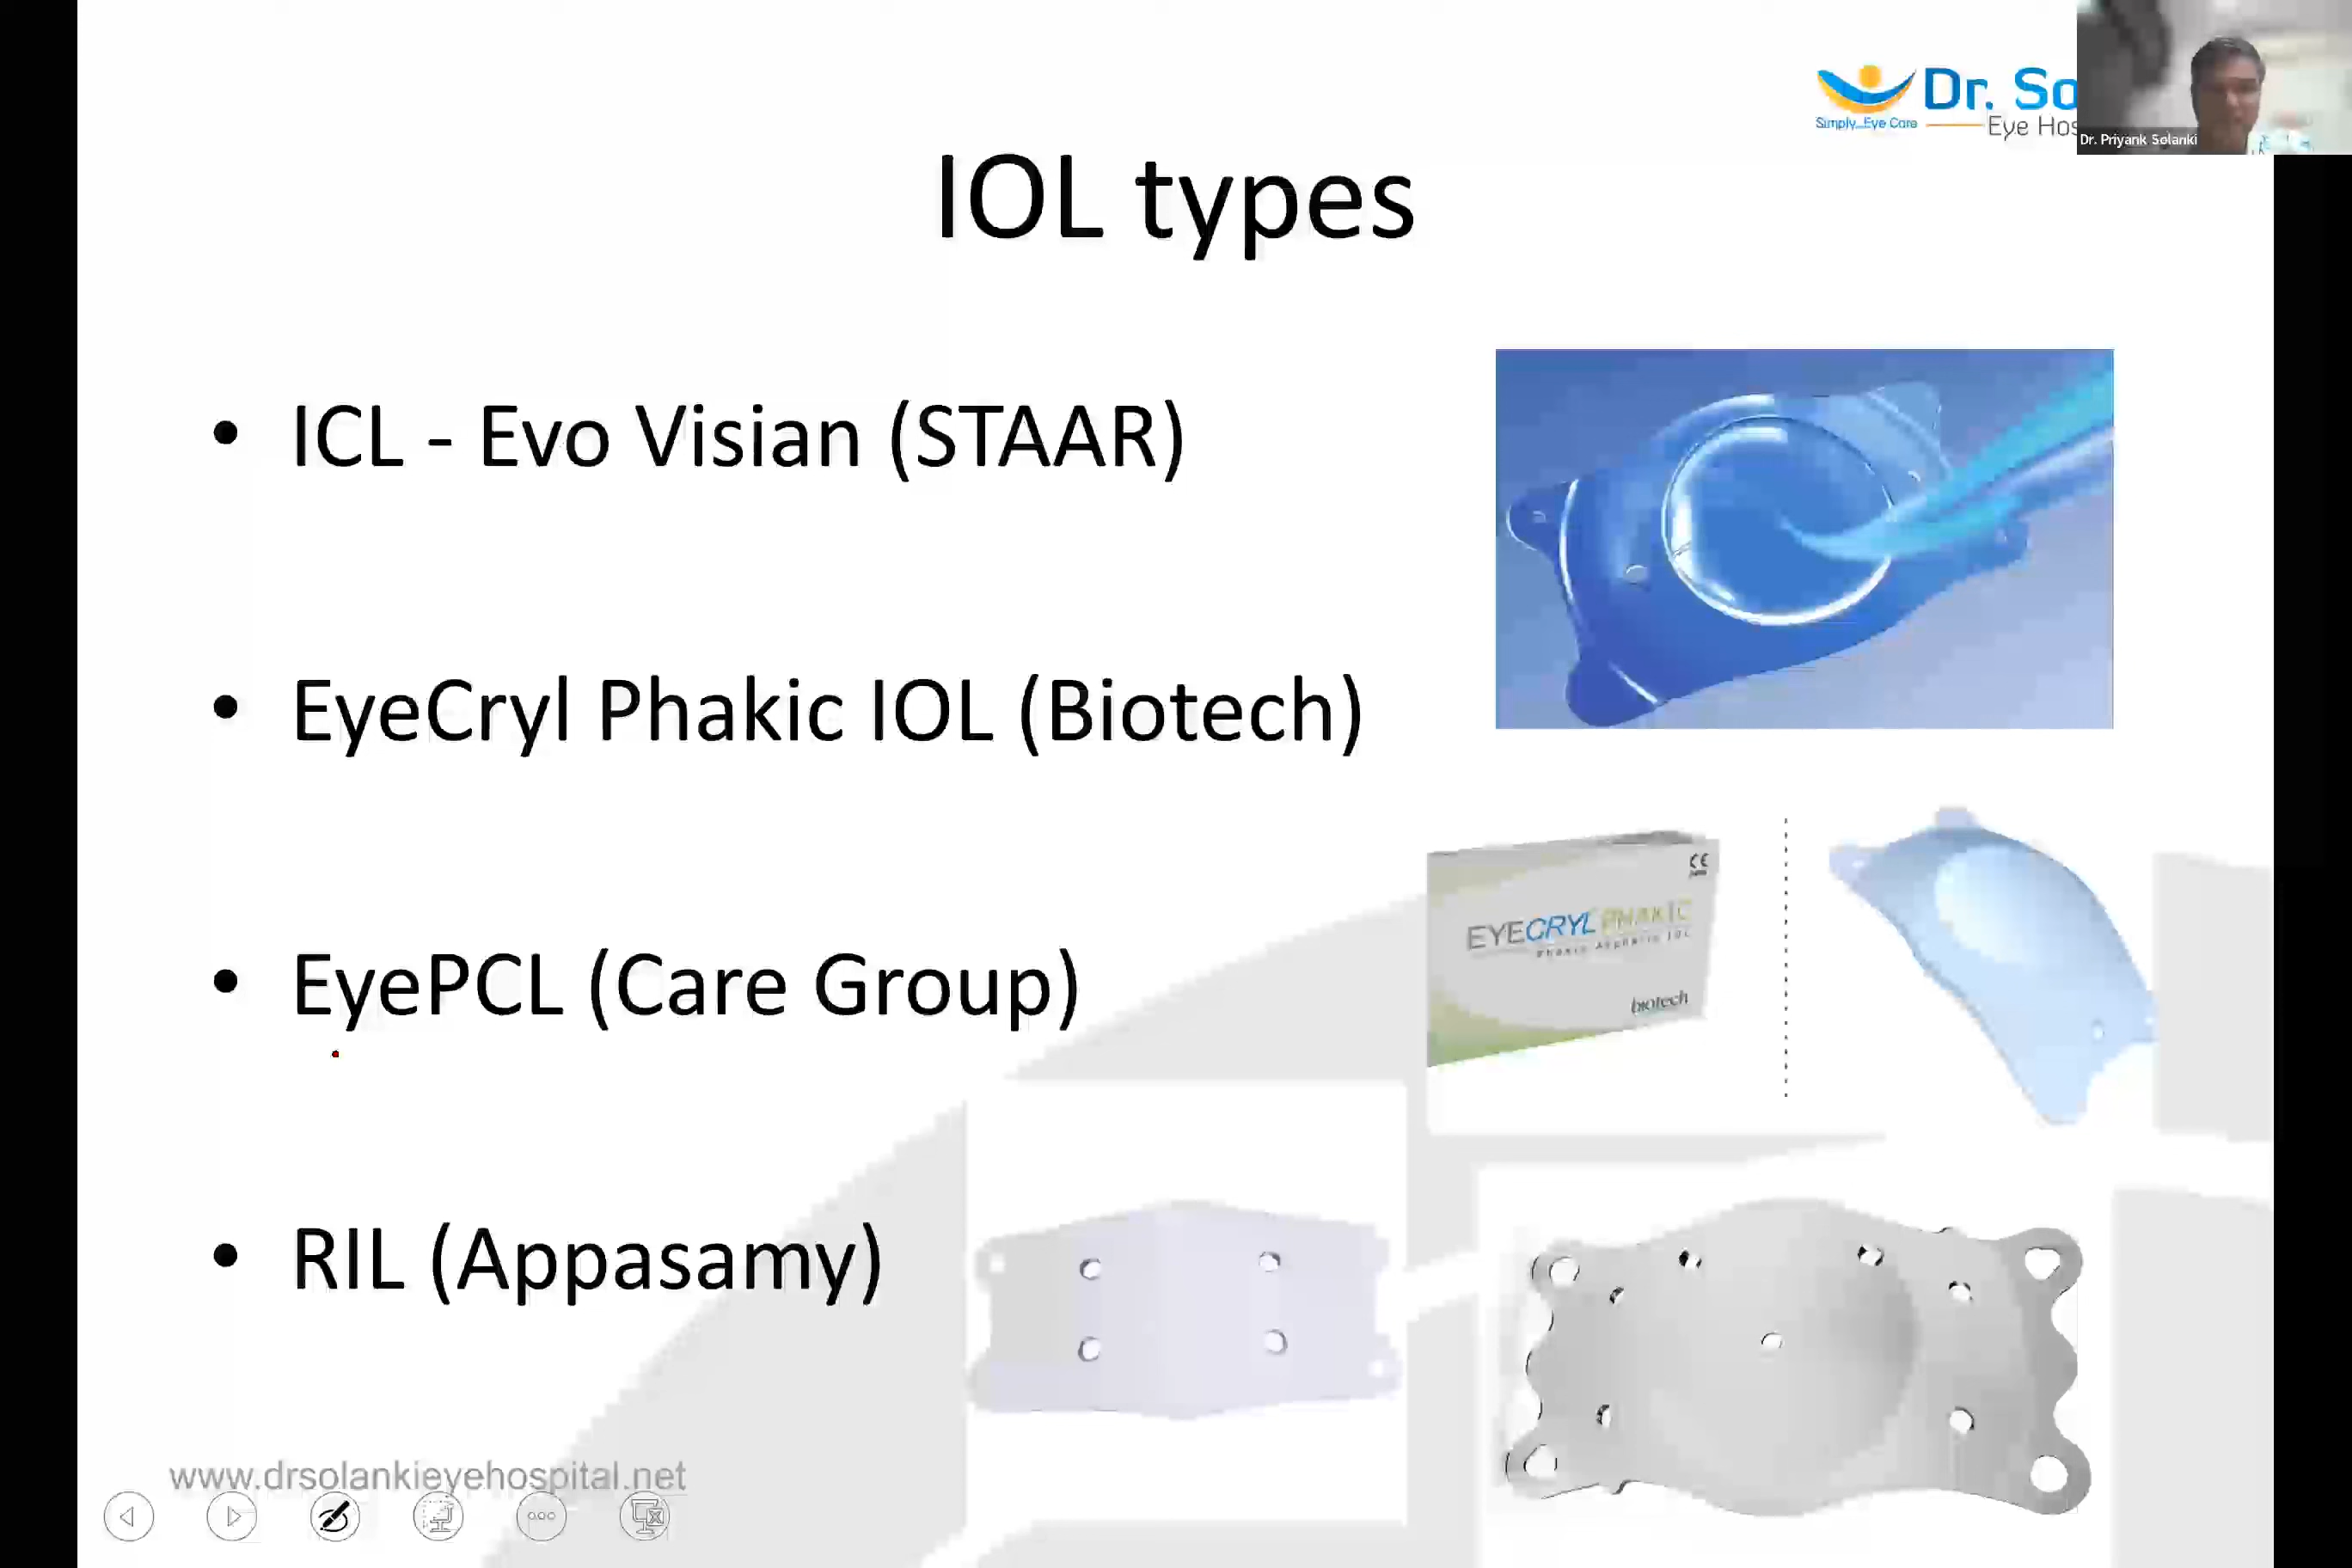 Dr. So
Simply Eye Care
Eye Hos
Dr. Priyank Solanki
IOL types
• ICL - Evo Visian (STAAR)
• EyeCryl Phakic IOL (Biotech)
• EyePCL (Care Group)
• RIL (Appasamy)
CE
EYECRYL PHAKIC
Phakic Aspheric IOL
biotech
www.drsolankieyehospital.net